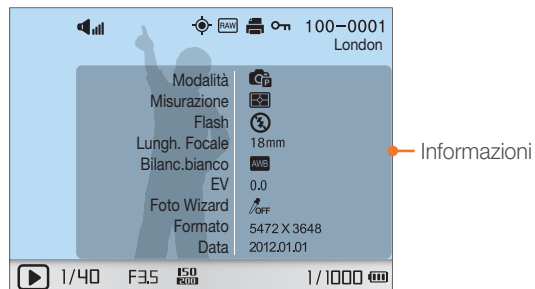 RAW 100-0001
London
Modalità P
Misurazione
Flash
Lungh. Focale 18mm
Bilanc.bianco AWB
EV 0.0
Foto Wizard OFF
Formato 5472 X 3648
Data 2012.01.01
Informazioni
1/40 F3.5 ISO 200 1/1000